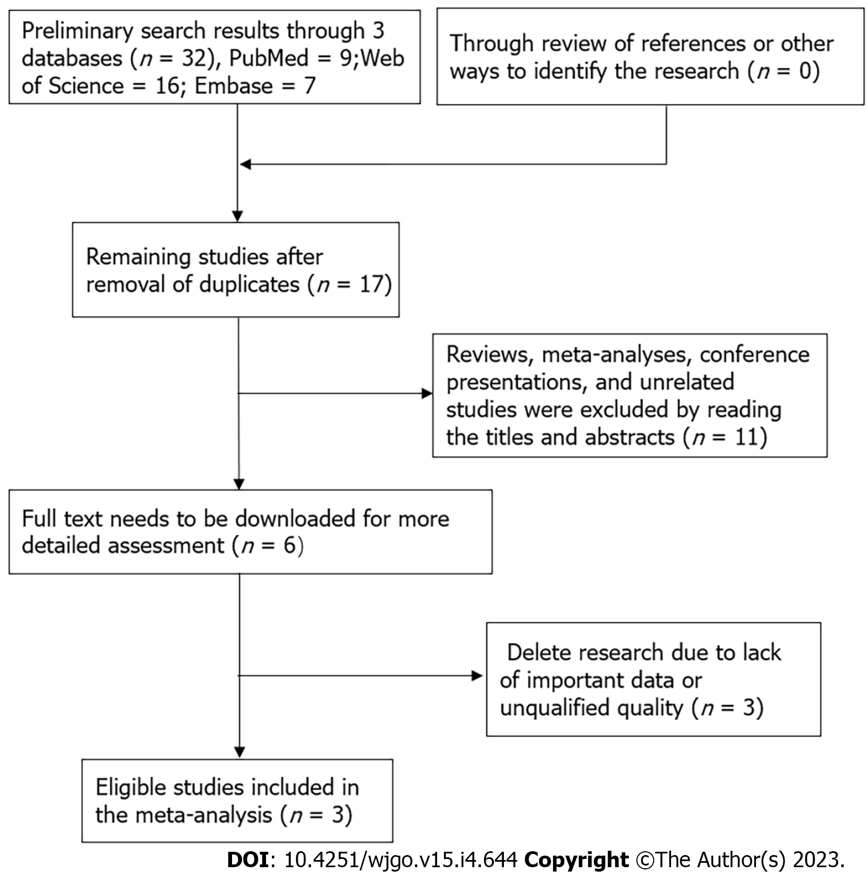 Preliminary search results through 3
databases (n = 32), PubMed = 9;Web
of Science = 16; Embase = 7
Through review of references or other
ways to identify the research (n = 0)
Remaining studies after
removal of duplicates (n = 17)
Reviews, meta-analyses, conference
presentations, and unrelated
studies were excluded by reading
the titles and abstracts (n = 11)
Full text needs to be downloaded for more
detailed assessment (n = 6)
Delete research due to lack
of important data or
unqualified quality (n = 3)
Eligible studies included in
the meta-analysis (n = 3)
DOI: 10.4251/wjgo.v15.i4.644 Copyright ©The Author(s) 2023.